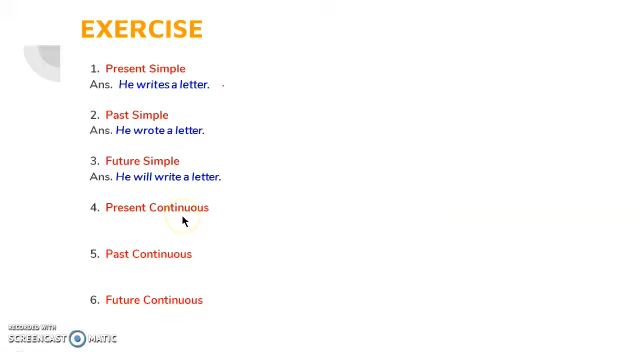 EXERCISE
1. Present Simple
Ans. He writes a letter.
2. Past Simple
Ans. He wrote a letter.
3. Future Simple
Ans. He will write a letter.
4. Present Continuous
5. Past Continuous
6. Future Continuous
RECORDED WITH
SCREENCAST MATIC